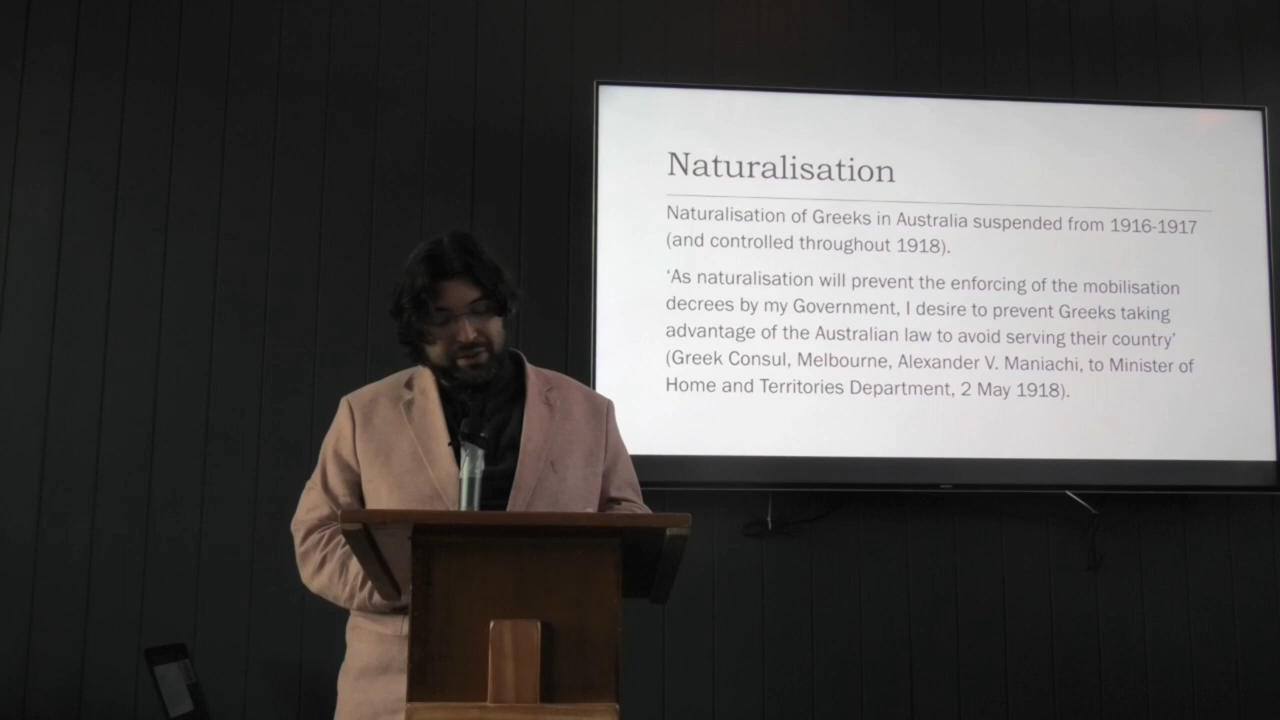 Naturalisation
Naturalisation of Greeks in Australia suspended from 1916-1917
(and controlled throughout 1918).
‘As naturalisation will prevent the enforcing of the mobilisation
decrees by my Government, I desire to prevent Greeks taking
advantage of the Australian law to avoid serving their country’
(Greek Consul, Melbourne, Alexander V. Maniachi, to Minister of
Home and Territories Department, 2 May 1918).